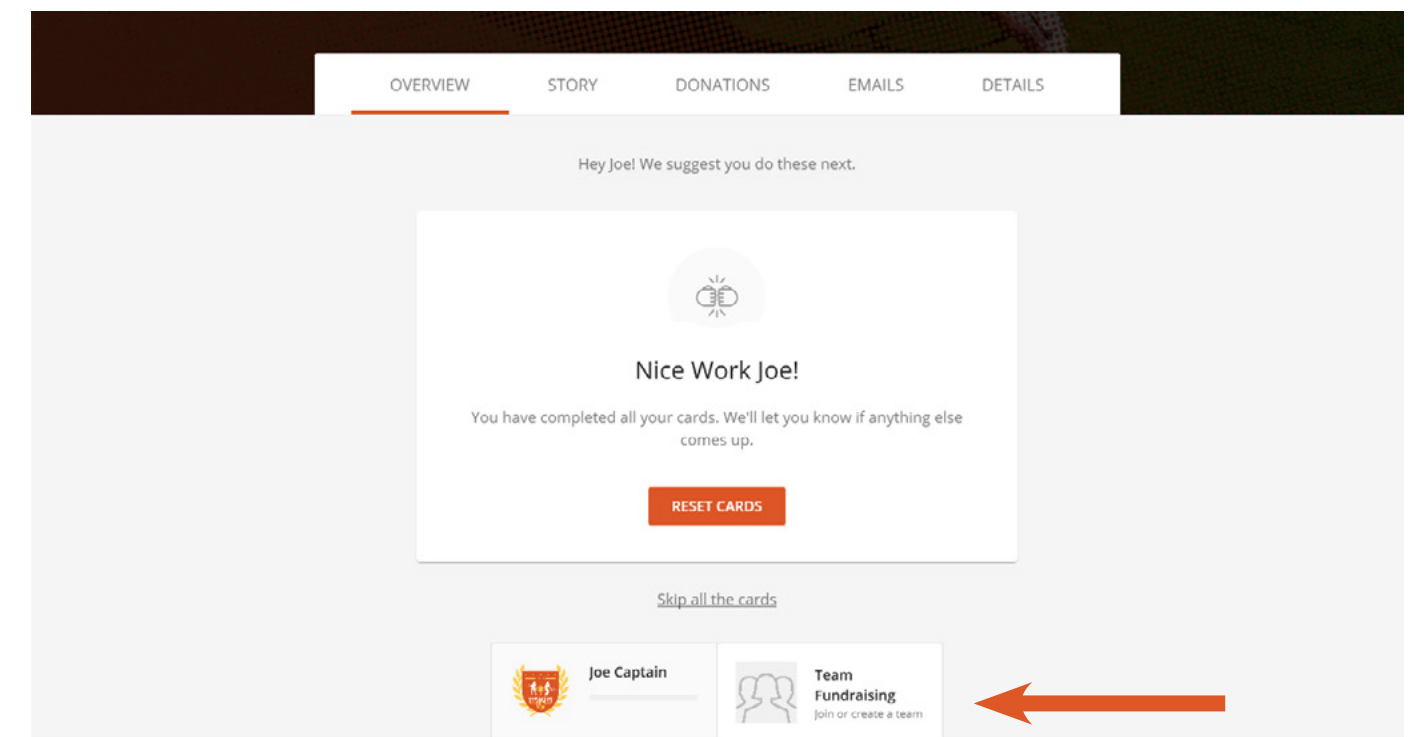 OVERVIEW STORY DONATIONS EMAILS DETAILS
Hey Joe! We suggest you do these next.
Nice Work Joe!
You have completed all your cards. We'll let you know if anything else
comes up.
RESET CARDS
Skip all the cards
Joe Captain
Team
Fundraising
Join or create a team